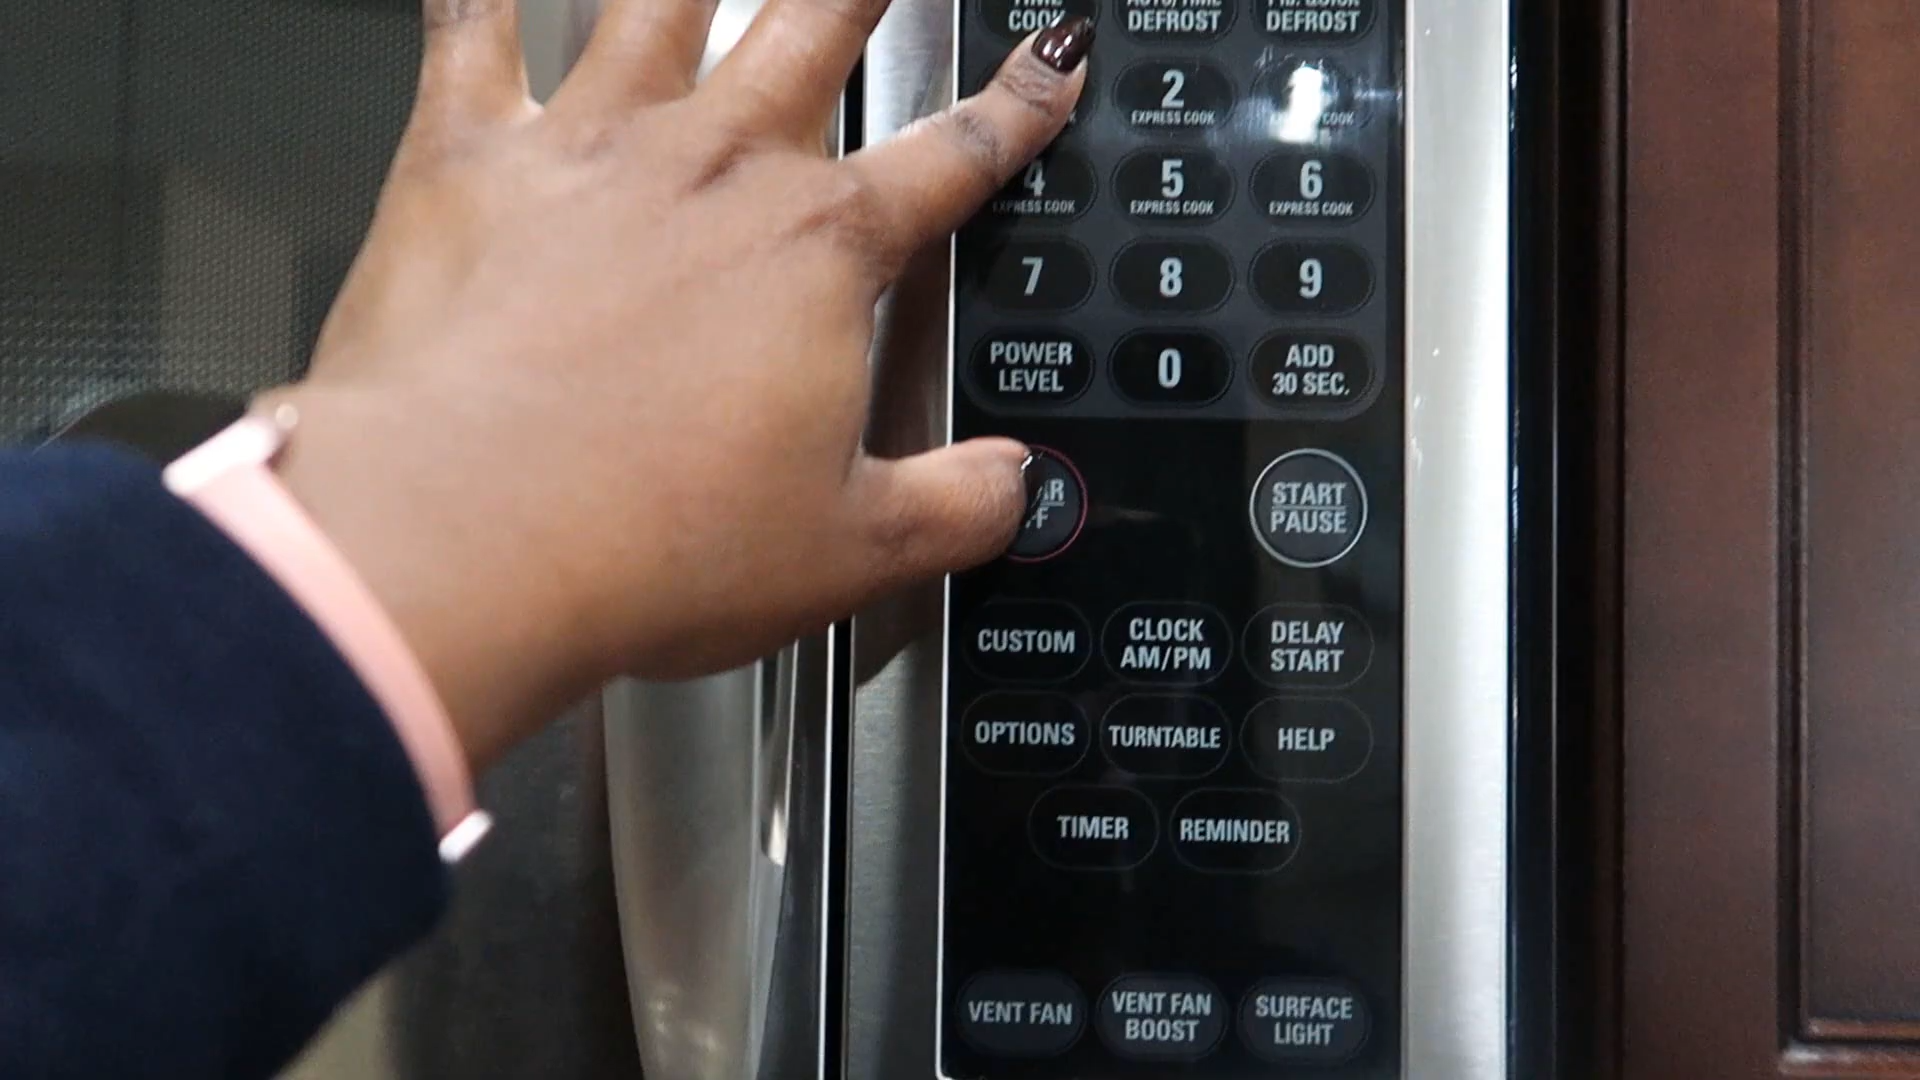 COOK
DEFROST
DEFROST
2
EXPRESS COOK
COOK
4
EXPRESS COOK
5
EXPRESS COOK
6
EXPRESS COOK
7
8
9
POWER
LEVEL
0
ADD
30 SEC.
START
PAUSE
CUSTOM
CLOCK
AM/PM
DELAY
START
OPTIONS
TURNTABLE
HELP
TIMER
REMINDER
VENT FAN
VENT FAN
BOOST
SURFACE
LIGHT